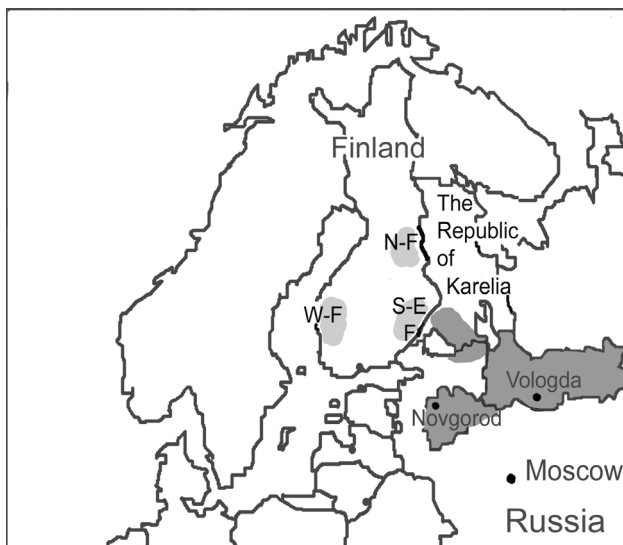 Finland
The
Republic
of
Karelia
N-F
W-F
S-E
F
Vologda
Novgorod
Moscow
Russia